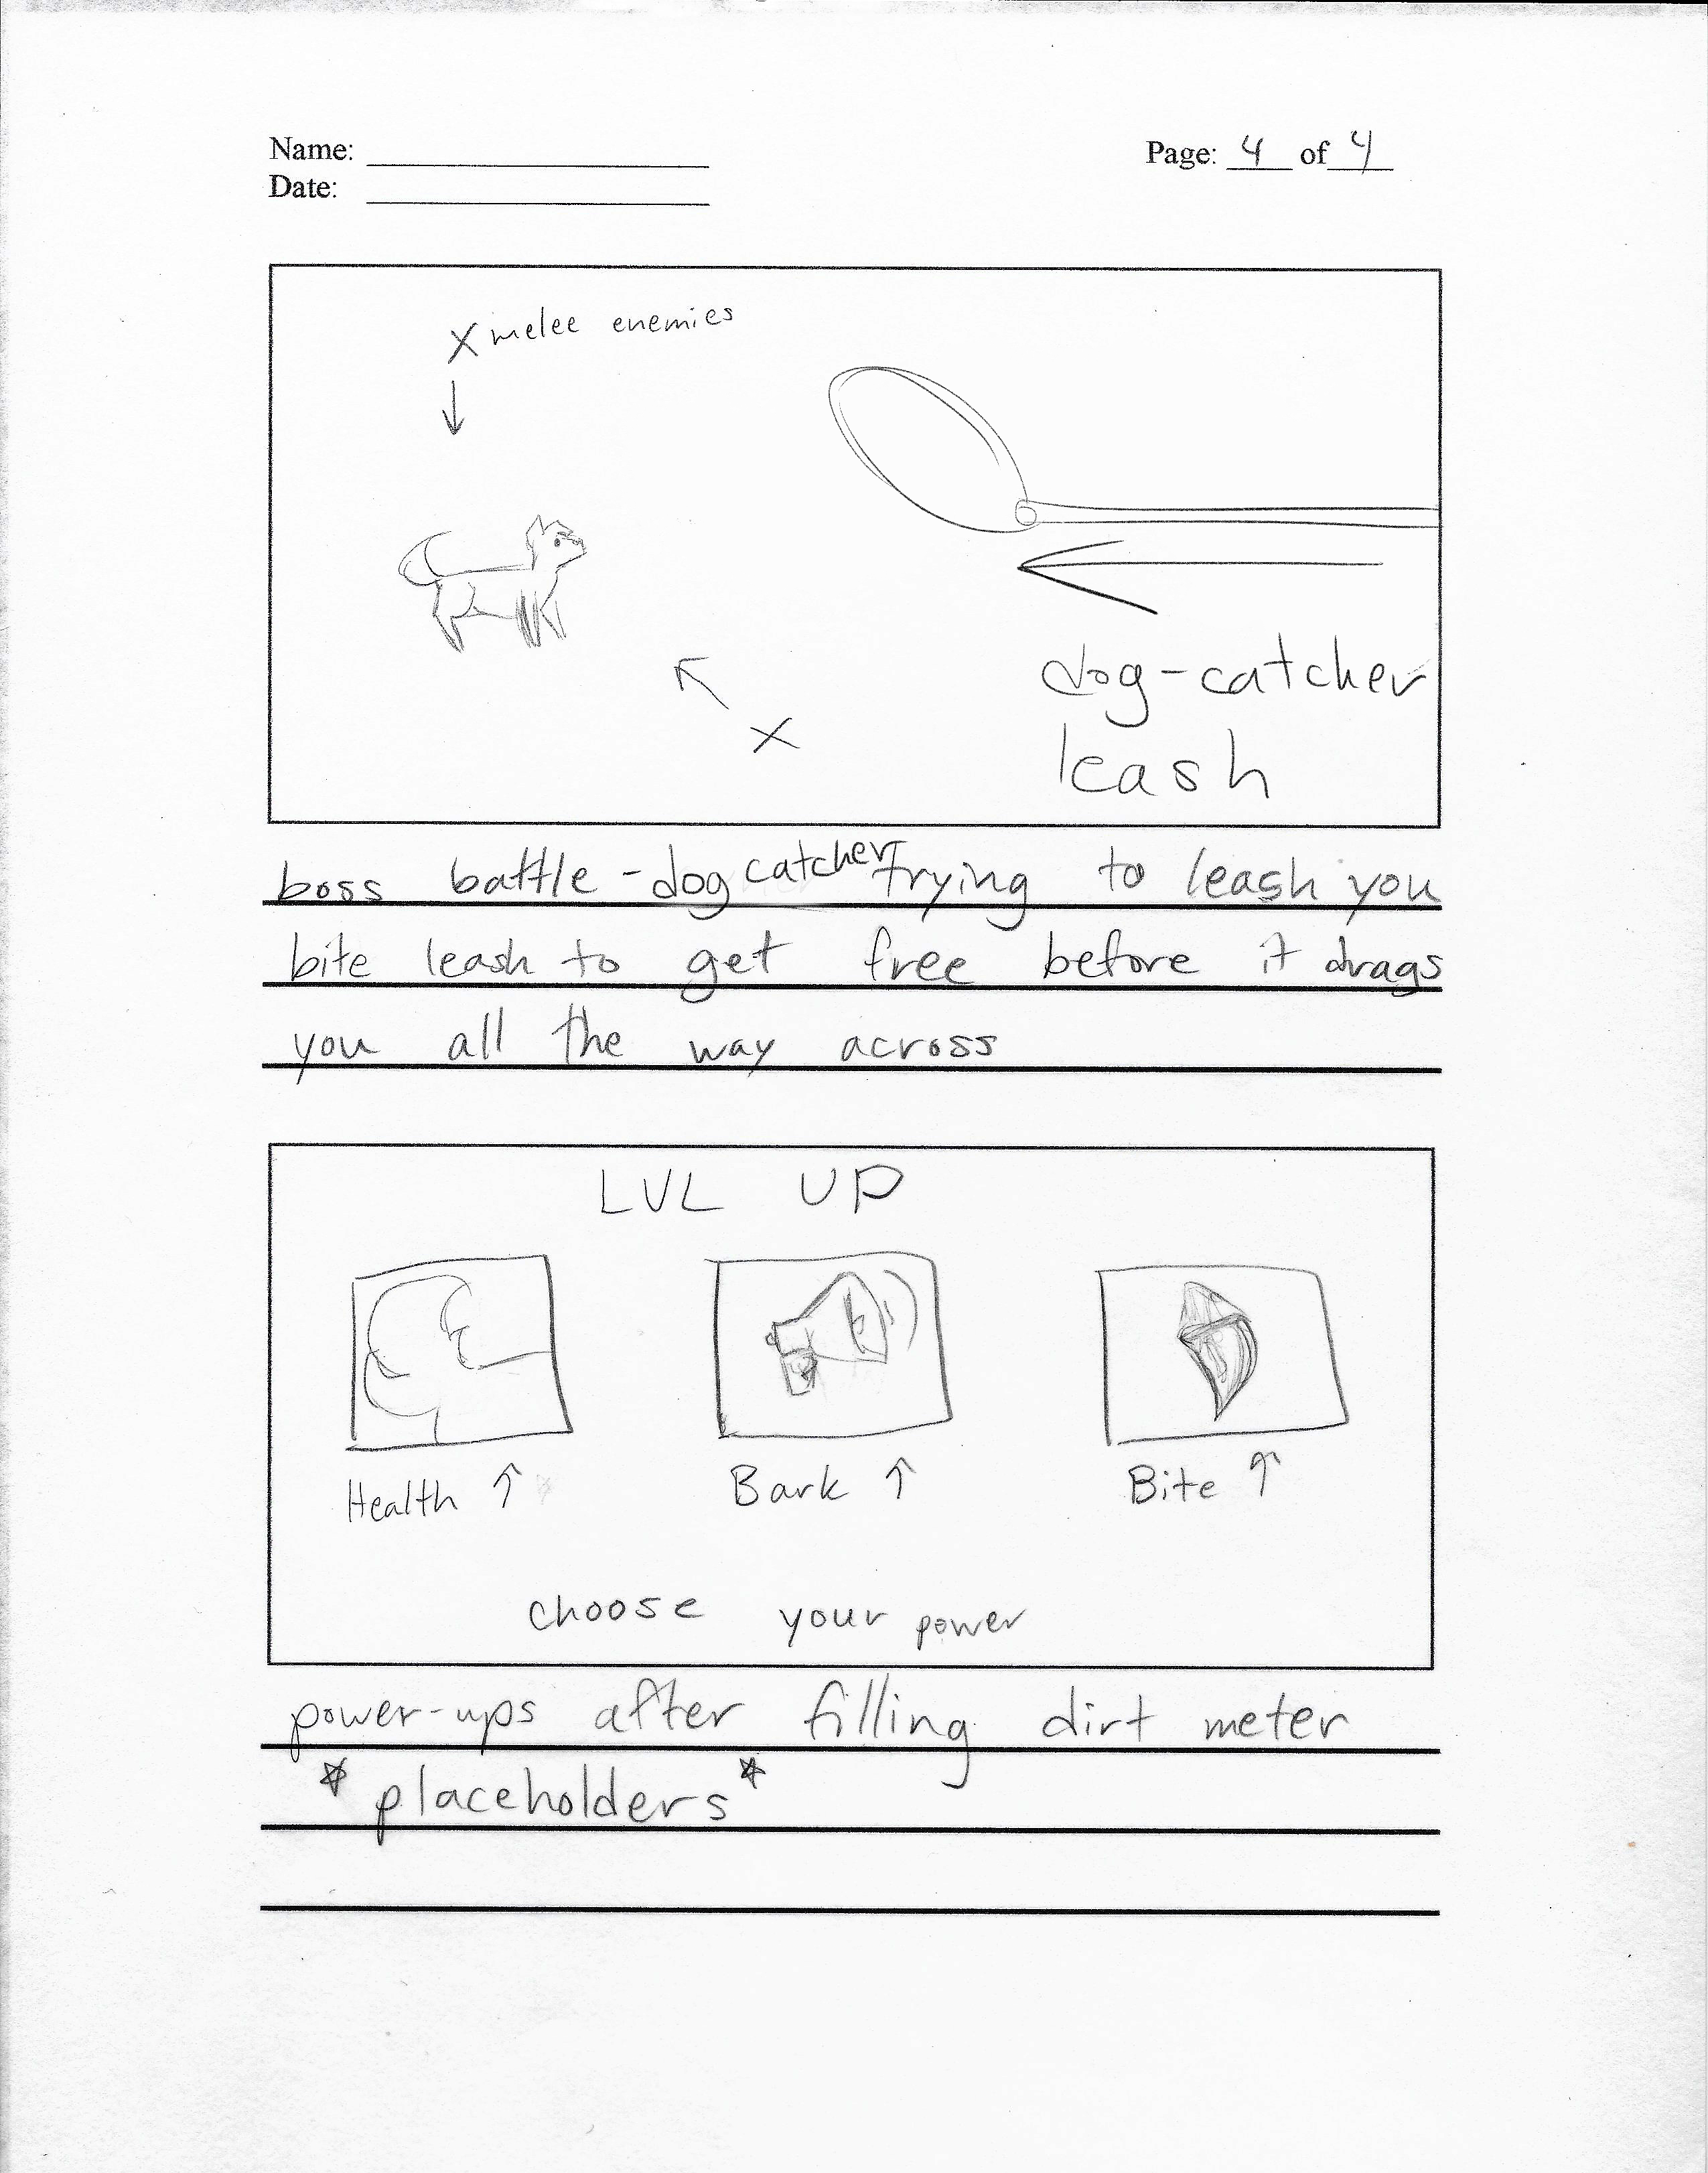 Name:
Page: 4 of 4
Date:
X melee enemies
X
dog-catcher
leash
boss battle - dog catcher trying to leash you
bite leash to get free before it drags
you all the way across
LVL UP
Health ↑
Bark ↑
Bite ↑
choose your power
power-ups after filling dirt meter
*placeholders*